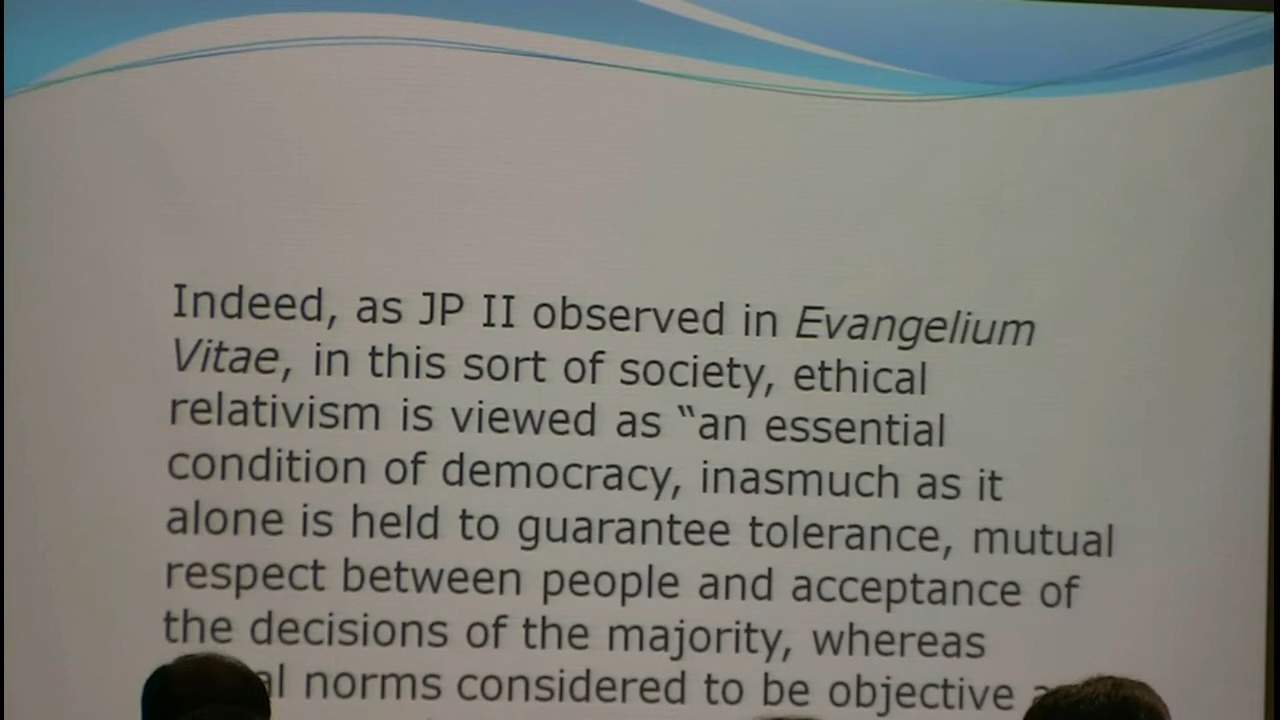 Indeed, as JP II observed in Evangelium
Vitae, in this sort of society, ethical
relativism is viewed as “an essential
condition of democracy, inasmuch as it
alone is held to guarantee tolerance, mutual
respect between people and acceptance of
the decisions of the majority, whereas
norms considered to be objective